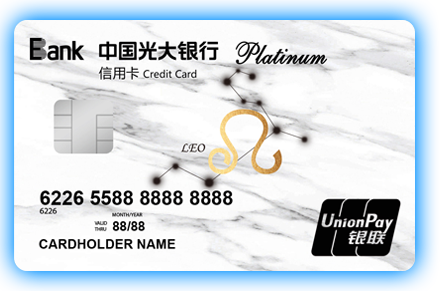 Bank 中国光大银行 Platinum
信用卡 Credit Card
LEO
6226 5588 8888 8888
6226
MONTH/YEAR
VALID THRU 88/88
CARDHOLDER NAME
UnionPay
银联